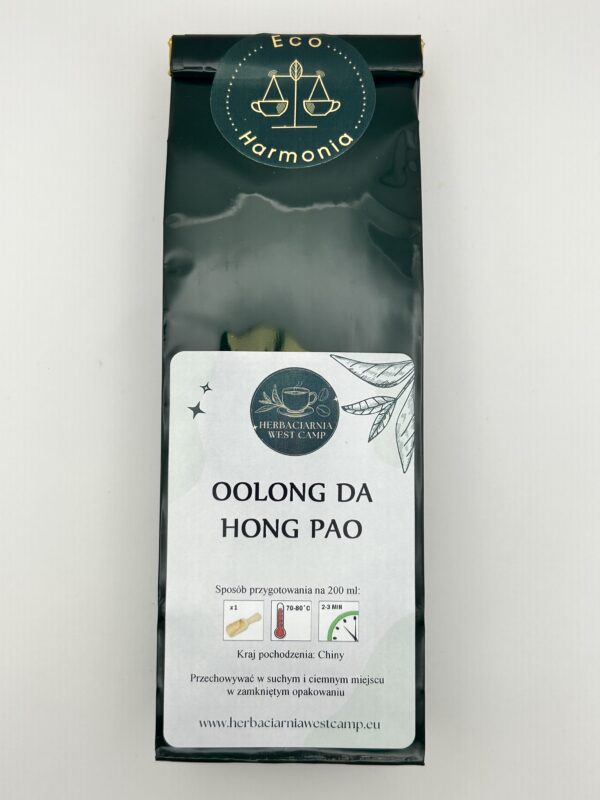 Eco
Harmonia
HERBACIARNIA
WEST CAMP
OOLONG DA
HONG PAO
Sposób przygotowania na 200 ml:
x1
70-80°C
2-3 MIN
Kraj pochodzenia: Chiny
Przechowywać w suchym i ciemnym miejscu
w zamkniętym opakowaniu
www.herbaciarniawestcamp.eu